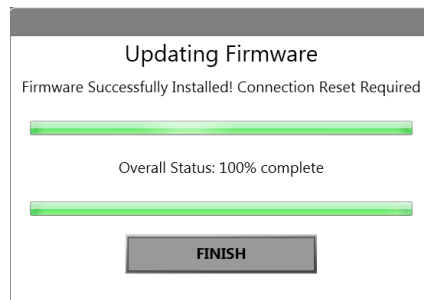 Updating Firmware
Firmware Successfully Installed! Connection Reset Required
Overall Status: 100% complete
FINISH